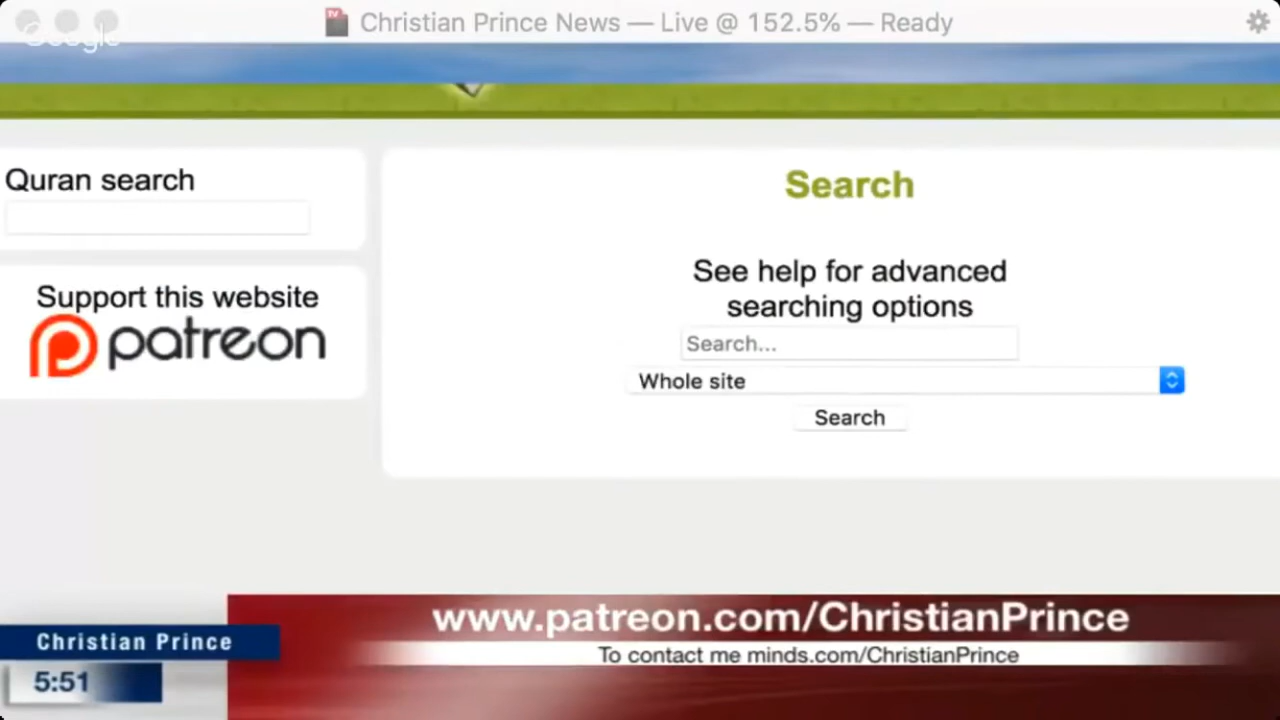 Christian Prince News — Live @ 152.5% — Ready
Google
Quran search
Search
See help for advanced
searching options
Search...
Whole site
Search
Support this website
patreon
www.patreon.com/ChristianPrince
To contact me minds.com/ChristianPrince
Christian Prince
5:51